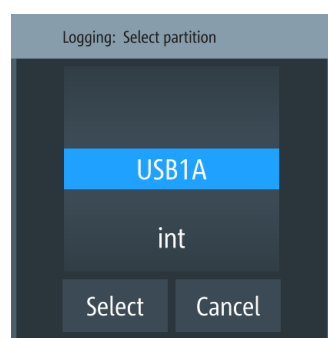 Logging: Select partition
USB1A
int
Select Cancel